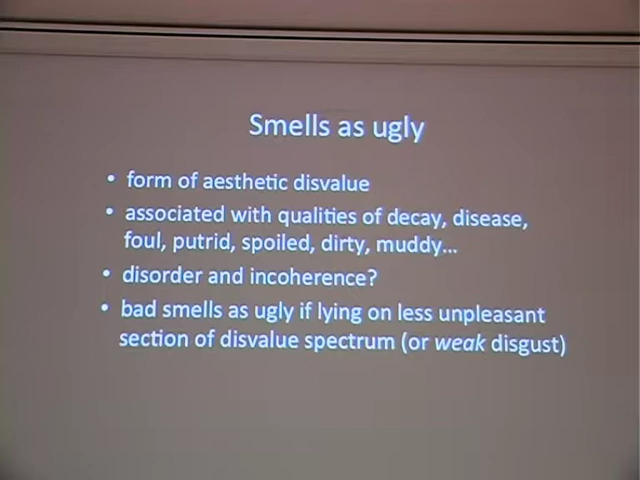 Smells as ugly
• form of aesthetic disvalue
• associated with qualities of decay, disease,
foul, putrid, spoiled, dirty, muddy...
• disorder and incoherence?
• bad smells as ugly if lying on less unpleasant
section of disvalue spectrum (or weak disgust)